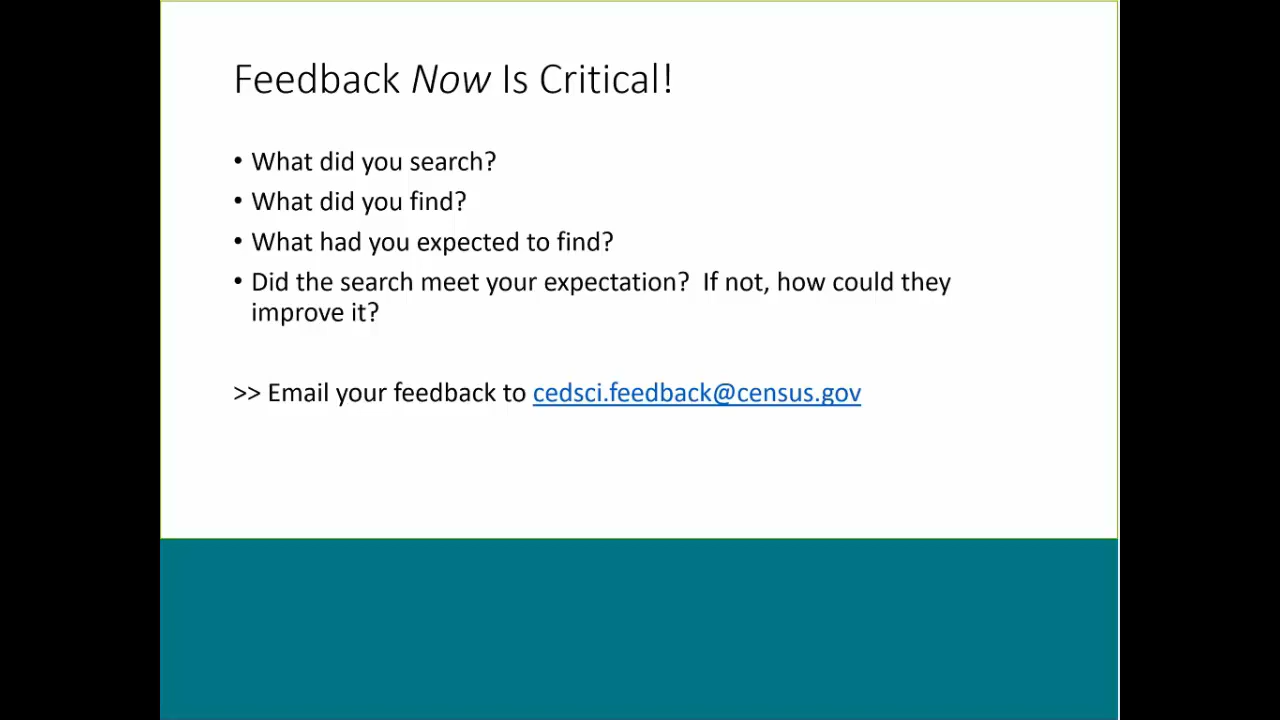 Feedback Now Is Critical!
• What did you search?
• What did you find?
• What had you expected to find?
• Did the search meet your expectation?  If not, how could they
improve it?
>> Email your feedback to cedsci.feedback@census.gov